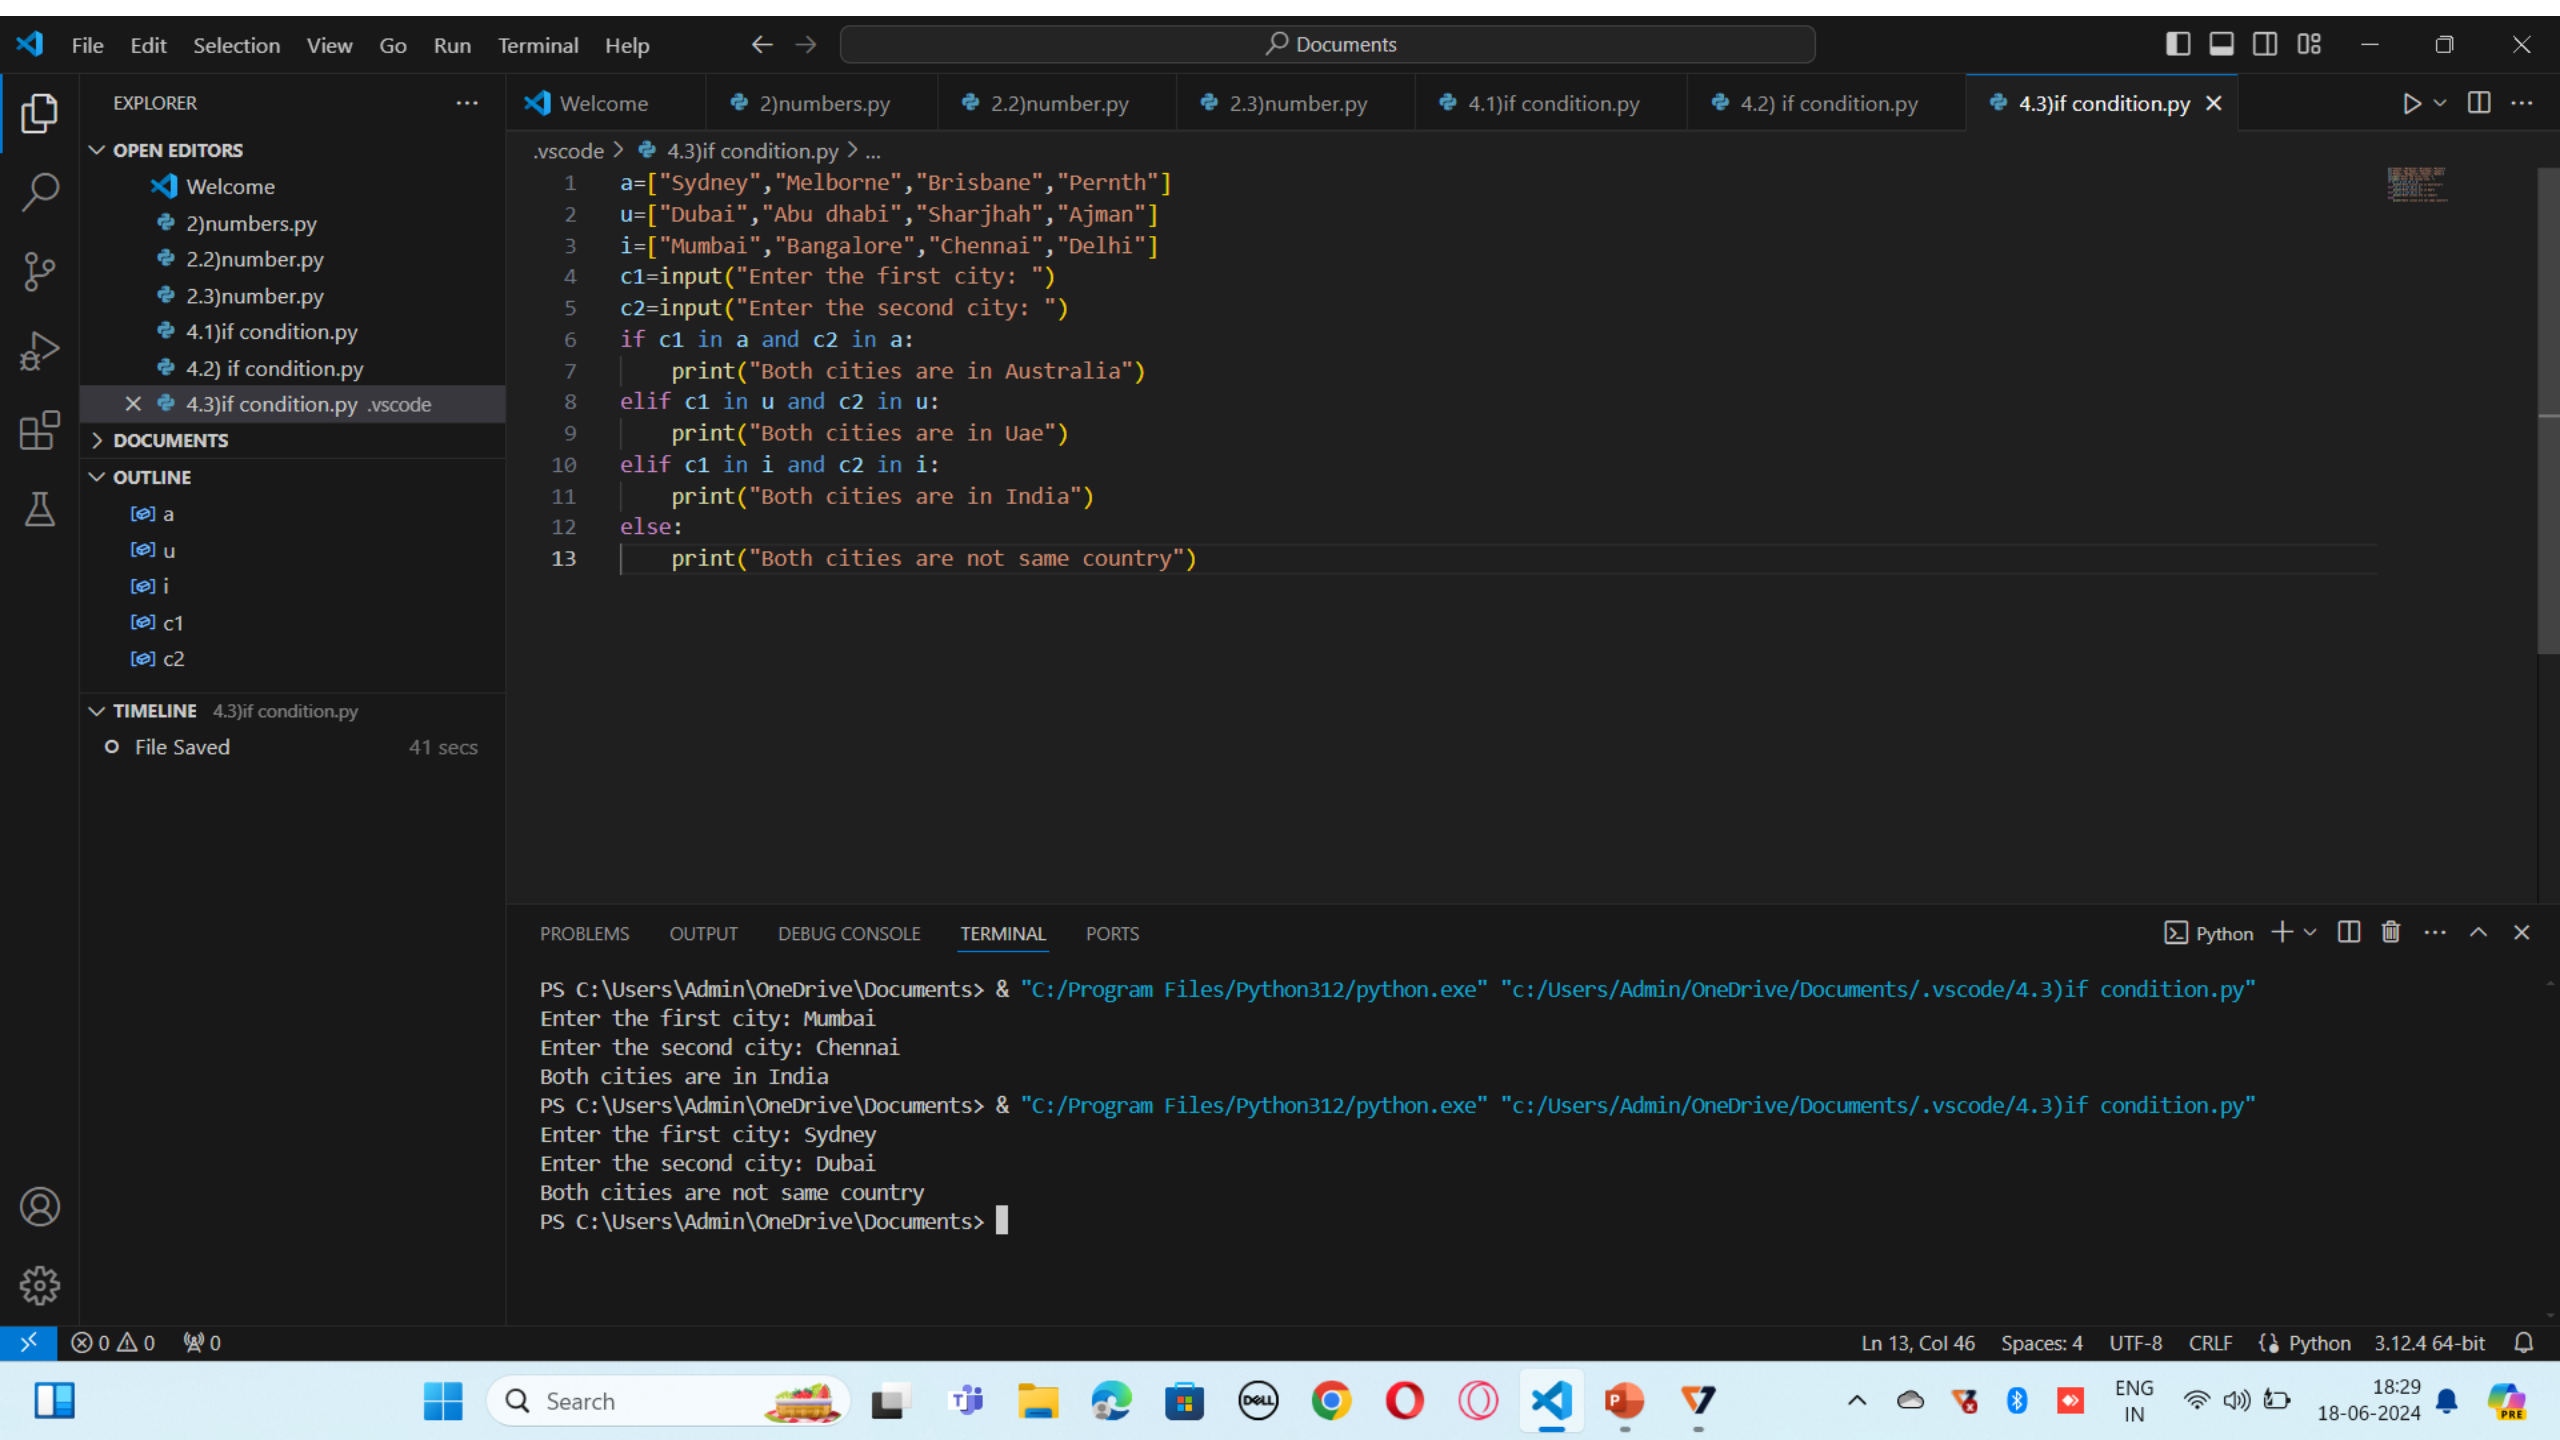 File Edit Selection View Go Run Terminal Help
Documents
EXPLORER
OPEN EDITORS
Welcome
2)numbers.py
2.2)number.py
2.3)number.py
4.1)if condition.py
4.2) if condition.py
4.3)if condition.py .vscode
DOCUMENTS
OUTLINE
a
u
i
c1
c2
TIMELINE 4.3)if condition.py
File Saved 41 secs
Welcome 2)numbers.py 2.2)number.py 2.3)number.py 4.1)if condition.py 4.2) if condition.py 4.3)if condition.py
.vscode > 4.3)if condition.py > ...
1 a=["Sydney","Melborne","Brisbane","Pernth"]
2 u=["Dubai","Abu dhabi","Sharjhah","Ajman"]
3 i=["Mumbai","Bangalore","Chennai","Delhi"]
4 c1=input("Enter the first city: ")
5 c2=input("Enter the second city: ")
6 if c1 in a and c2 in a:
7 print("Both cities are in Australia")
8 elif c1 in u and c2 in u:
9 print("Both cities are in Uae")
10 elif c1 in i and c2 in i:
11 print("Both cities are in India")
12 else:
13 print("Both cities are not same country")
PROBLEMS OUTPUT DEBUG CONSOLE TERMINAL PORTS
Python
PS C:\Users\Admin\OneDrive\Documents> & "C:/Program Files/Python312/python.exe" "c:/Users/Admin/OneDrive/Documents/.vscode/4.3)if condition.py"
Enter the first city: Mumbai
Enter the second city: Chennai
Both cities are in India
PS C:\Users\Admin\OneDrive\Documents> & "C:/Program Files/Python312/python.exe" "c:/Users/Admin/OneDrive/Documents/.vscode/4.3)if condition.py"
Enter the first city: Sydney
Enter the second city: Dubai
Both cities are not same country
PS C:\Users\Admin\OneDrive\Documents>
0 0 0
Ln 13, Col 46 Spaces: 4 UTF-8 CRLF Python 3.12.4 64-bit
Search
DELL
ENG
IN
18:29
18-06-2024
PRE